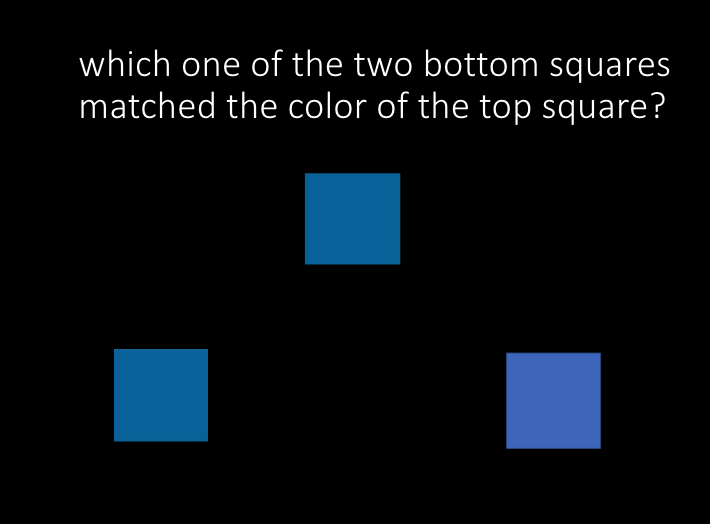 which one of the two bottom squares
matched the color of the top square?